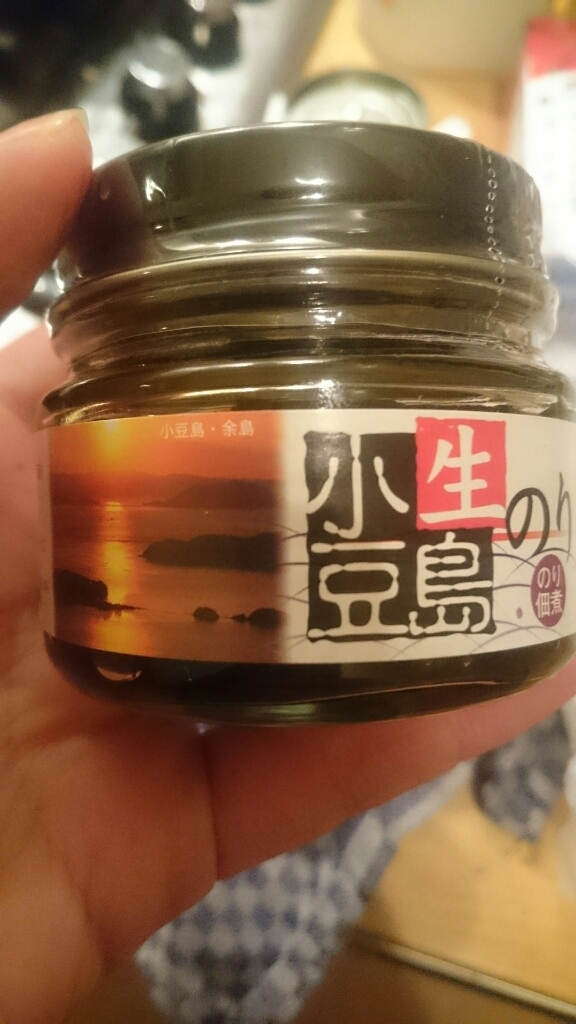 小豆島・余島
小豆島
生のり
のり
佃煮